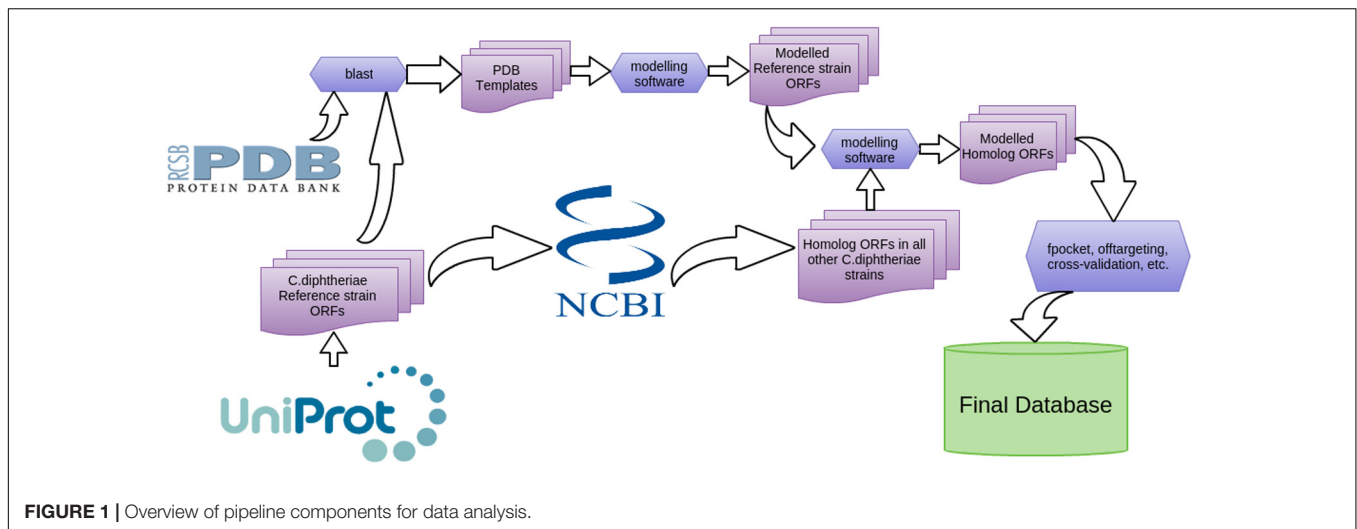 blast
PDB
Templates
modelling
software
Modelled
Reference strain
ORFs
RCSB
PDB
PROTEIN DATA BANK
modelling
software
Modelled
Homolog ORFs
C.diphtheriae
Reference strain
ORFs
NCBI
Homolog ORFs in all
other C.diphtheriae
strains
fpocket, offtargeting,
cross-validation, etc.
UniProt
Final Database
FIGURE 1 | Overview of pipeline components for data analysis.